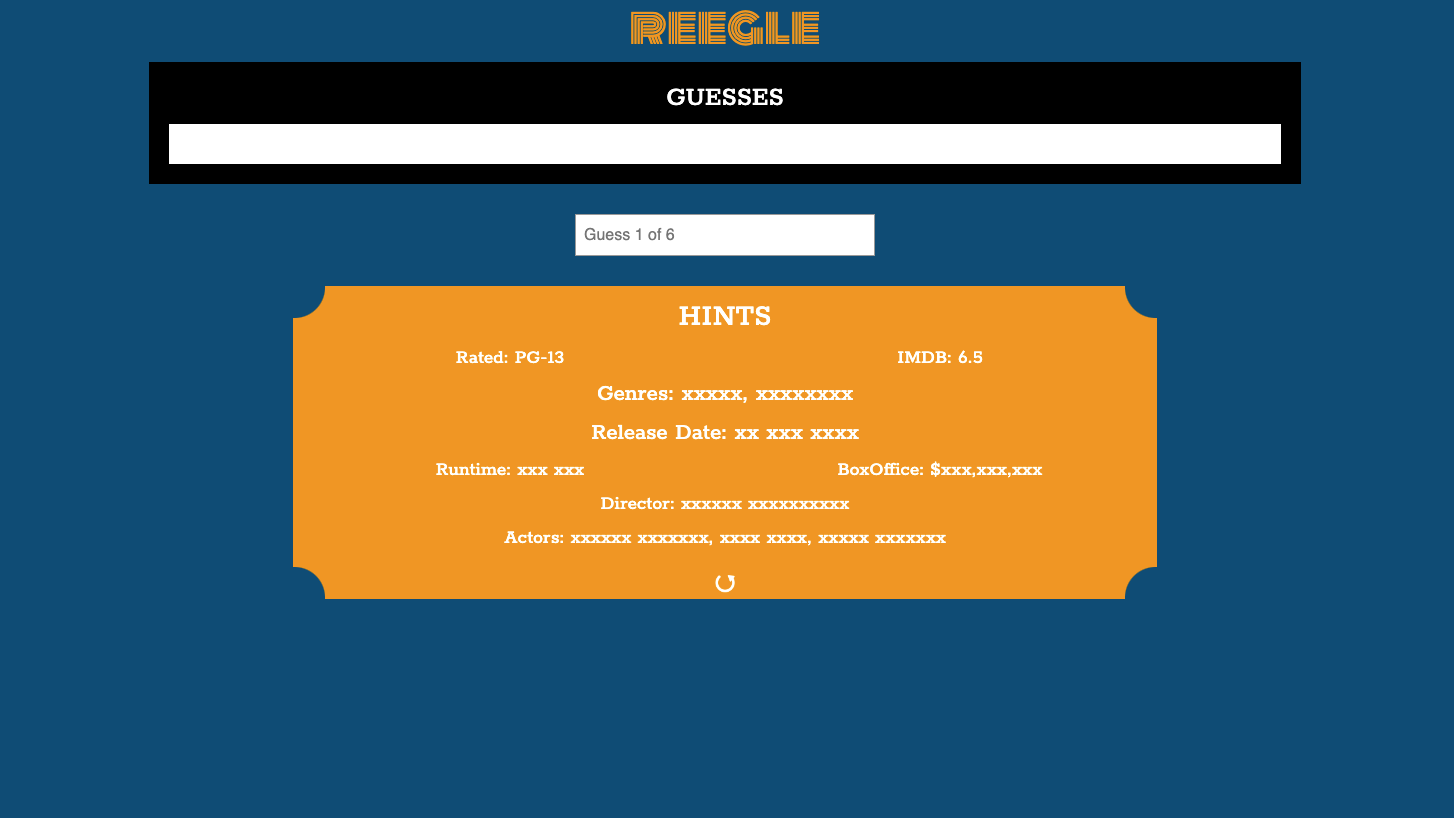 REEGLE
GUESSES
Guess 1 of 6
HINTS
Rated: PG-13 IMDB: 6.5
Genres: xxxxx, xxxxxxxx
Release Date: xx xxx xxxx
Runtime: xxx xxx BoxOffice: $xxx,xxx,xxx
Director: xxxxxx xxxxxxxxxx
Actors: xxxxxx xxxxxxx, xxxx xxxx, xxxxx xxxxxxx